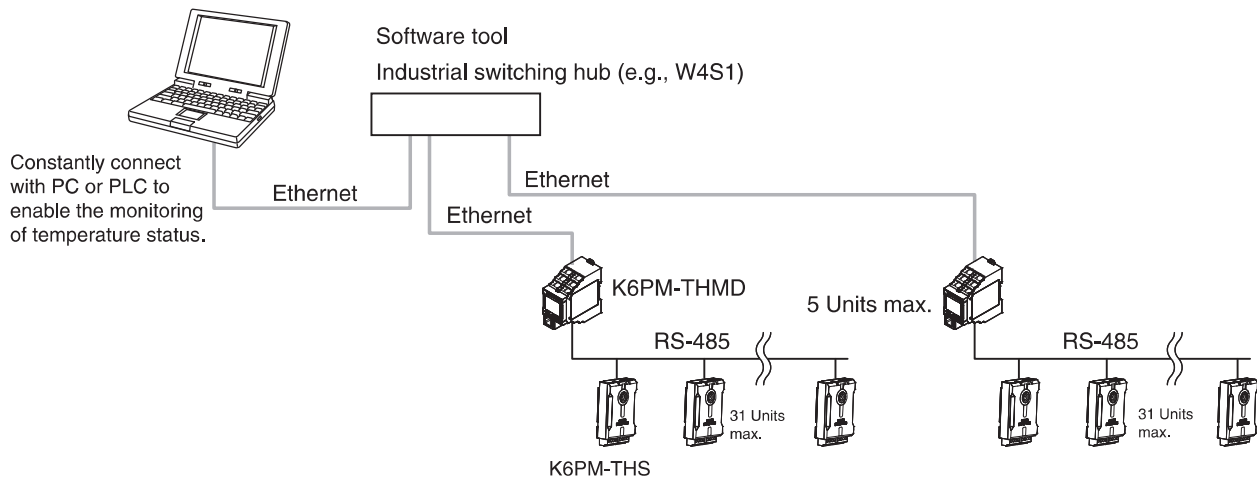 Software tool
Industrial switching hub (e.g., W4S1)
Constantly connect
with PC or PLC to
enable the monitoring
of temperature status.
Ethernet
Ethernet
Ethernet
K6PM-THMD
5 Units max.
RS-485
RS-485
31 Units
max.
31 Units
max.
K6PM-THS